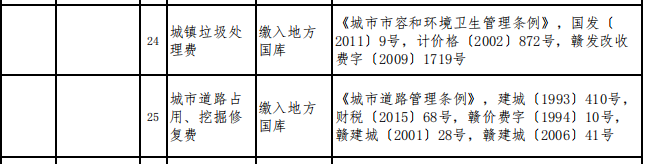 24
城镇垃圾处
理费
缴入地方
国库
《城市市容和环境卫生管理条例》，国发〔
2011〕9号，计价格〔2002〕872号，赣发改收
费字〔2009〕1719号
25
城市道路占
用、挖掘修
复费
缴入地方
国库
《城市道路管理条例》，建城〔1993〕410号，
财税〔2015〕68号，赣价费字〔1994〕10号，
赣建城〔2001〕28号，赣建城〔2006〕41号